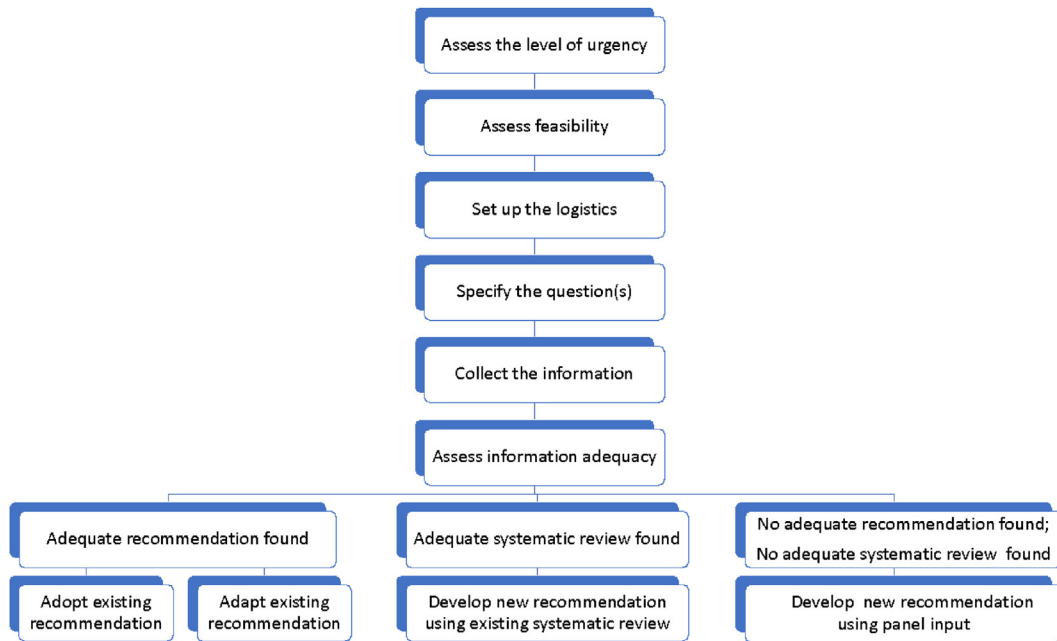 Assess the level of urgency
Assess feasibility
Set up the logistics
Specify the question(s)
Collect the information
Assess information adequacy
Adequate recommendation found
Adequate systematic review found
No adequate recommendation found;
No adequate systematic review found
Adopt existing
recommendation
Adapt existing
recommendation
Develop new recommendation
using existing systematic review
Develop new recommendation
using panel input